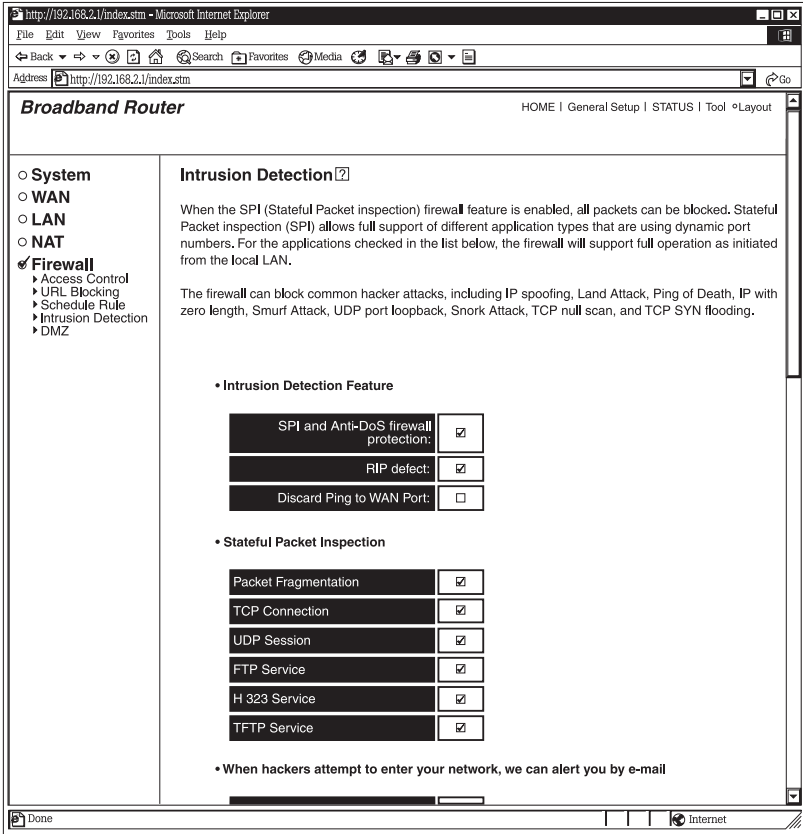 http://192.168.2.1/index.stm - Microsoft Internet Explorer
File Edit View Favorites Tools Help
Back Search Favorites Media
Address http://192.168.2.1/index.stm Go
Broadband Router
HOME | General Setup | STATUS | Tool Layout
System
WAN
LAN
NAT
Firewall
Access Control
URL Blocking
Schedule Rule
Intrusion Detection
DMZ
Intrusion Detection ?
When the SPI (Stateful Packet inspection) firewall feature is enabled, all packets can be blocked. Stateful
Packet inspection (SPI) allows full support of different application types that are using dynamic port
numbers. For the applications checked in the list below, the firewall will support full operation as initiated
from the local LAN.
The firewall can block common hacker attacks, including IP spoofing, Land Attack, Ping of Death, IP with
zero length, Smurf Attack, UDP port loopback, Snork Attack, TCP null scan, and TCP SYN flooding.
• Intrusion Detection Feature
SPI and Anti-DoS firewall
protection:
RIP defect:
Discard Ping to WAN Port:
• Stateful Packet Inspection
Packet Fragmentation
TCP Connection
UDP Session
FTP Service
H 323 Service
TFTP Service
• When hackers attempt to enter your network, we can alert you by e-mail
Done
Internet